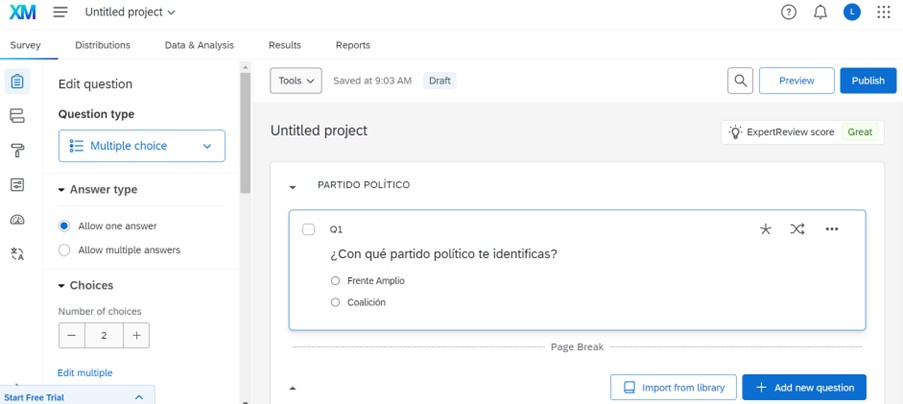 XM
Untitled project
L
Survey
Distributions
Data & Analysis
Results
Reports
Edit question
Question type
Multiple choice
Answer type
Allow one answer
Allow multiple answers
Choices
Number of choices
2
Edit multiple
Start Free Trial
Tools
Saved at 9:03 AM
Draft
Preview
Publish
Untitled project
ExpertReview score
Great
PARTIDO POLÍTICO
Q1
¿Con qué partido político te identificas?
Frente Amplio
Coalición
Page Break
Import from library
Add new question